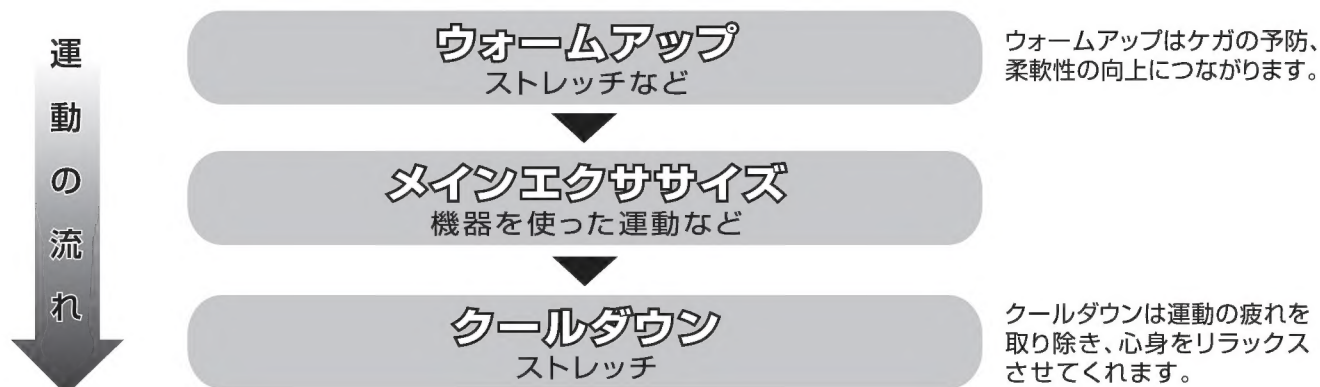 運動の流れ
ウォームアップ
ストレッチなど
ウォームアップはケガの予防、
柔軟性の向上につながります。
メインエクササイズ
機器を使った運動など
クールダウン
ストレッチ
クールダウンは運動の疲れを
取り除き、心身をリラックス
させてくれます。